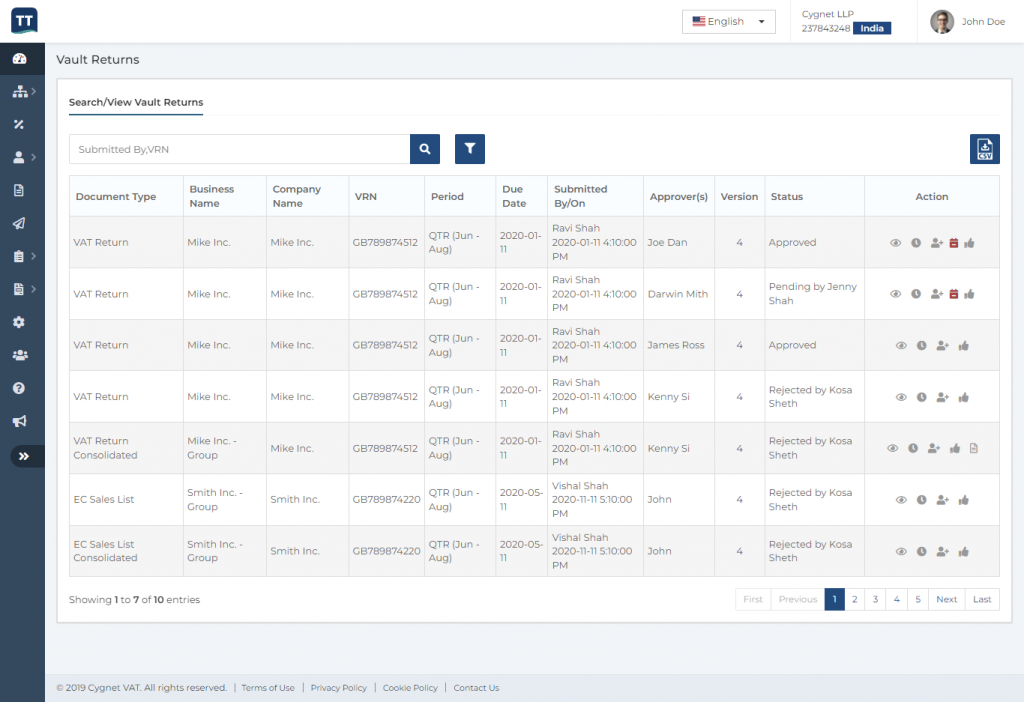 TT
English
Cygnet LLP
237843248 India
John Doe
Vault Returns
Search/View Vault Returns
Submitted By,VRN
CSV
Document Type
Business
Name
Company
Name
VRN
Period
Due
Date
Submitted
By/On
Approver(s)
Version
Status
Action
VAT Return
Mike Inc.
Mike Inc.
GB789874512
QTR (Jun -
Aug)
2020-01-
11
Ravi Shah
2020-01-11 4:10:00
PM
Joe Dan
4
Approved
VAT Return
Mike Inc.
Mike Inc.
GB789874512
QTR (Jun -
Aug)
2020-01-
11
Ravi Shah
2020-01-11 4:10:00
PM
Darwin Mith
4
Pending by Jenny
Shah
VAT Return
Mike Inc.
Mike Inc.
GB789874512
QTR (Jun -
Aug)
2020-01-
11
Ravi Shah
2020-01-11 4:10:00
PM
James Ross
4
Approved
VAT Return
Mike Inc.
Mike Inc.
GB789874512
QTR (Jun -
Aug)
2020-01-
11
Ravi Shah
2020-01-11 4:10:00
PM
Kenny Si
4
Rejected by Kosa
Sheth
VAT Return
Consolidated
Mike Inc. -
Group
Mike Inc.
GB789874512
QTR (Jun -
Aug)
2020-01-
11
Ravi Shah
2020-01-11 4:10:00
PM
Kenny Si
4
Rejected by Kosa
Sheth
EC Sales List
Smith Inc. -
Group
Smith Inc.
GB789874220
QTR (Jun -
Aug)
2020-05-
11
Vishal Shah
2020-11-11 5:10:00
PM
John
4
Rejected by Kosa
Sheth
EC Sales List
Consolidated
Smith Inc. -
Group
Smith Inc.
GB789874220
QTR (Jun -
Aug)
2020-05-
11
Vishal Shah
2020-11-11 5:10:00
PM
John
4
Rejected by Kosa
Sheth
Showing 1 to 7 of 10 entries
First Previous 1 2 3 4 5 Next Last
© 2019 Cygnet VAT. All rights reserved. | Terms of Use | Privacy Policy | Cookie Policy | Contact Us